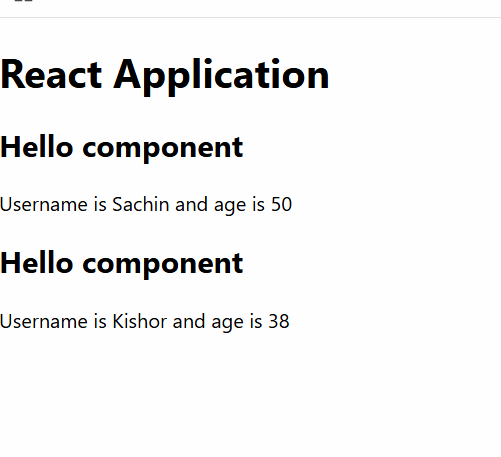 React Application
Hello component
Username is Sachin and age is 50
Hello component
Username is Kishor and age is 38